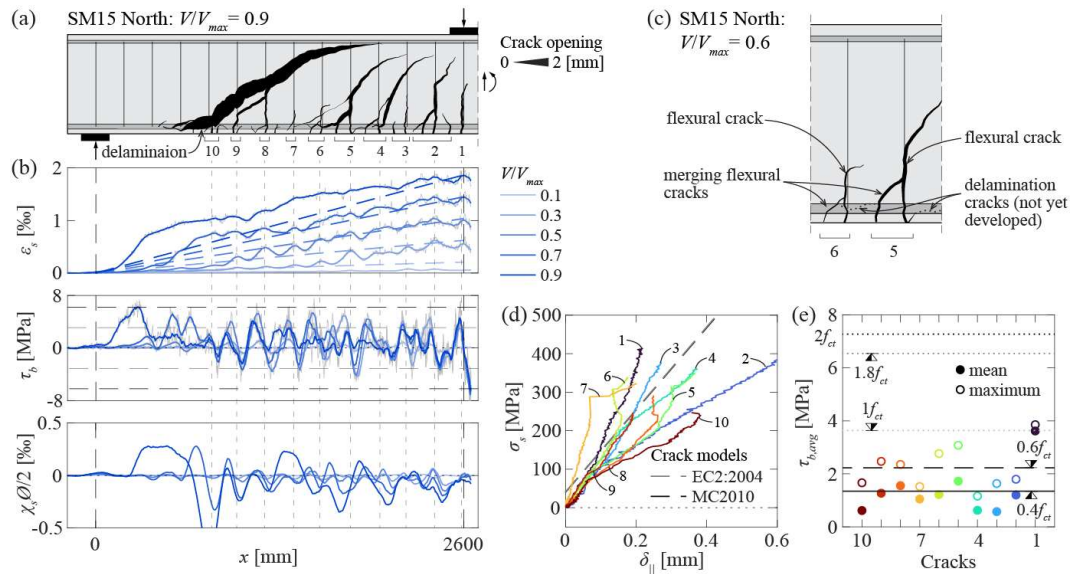 (a)
SM15 North: V/Vmax = 0.9
Crack opening
0 2 [mm]
delaminaion
10 9 8 7 6 5 4 3 2 1
(b)
εs [‰]
2
1
0
V/Vmax
0.1
0.3
0.5
0.7
0.9
τb [MPa]
8
0
-8
χsØ/2 [‰]
0.5
0
-0.5
0
2600
x [mm]
(c)
SM15 North:
V/Vmax = 0.6
flexural crack
flexural crack
merging flexural
cracks
delamination
cracks (not yet
developed)
6 5
(d)
σs [MPa]
500
400
300
200
100
0
1
2
3
4
5
6
7
8
9
10
Crack models
EC2:2004
MC2010
0 0.2 0.4 0.6
δ|| [mm]
(e)
τb,avg [MPa]
8
6
4
2
0
2fct
1.8fct
mean
maximum
1fct
0.6fct
0.4fct
10 7 4 1
Cracks